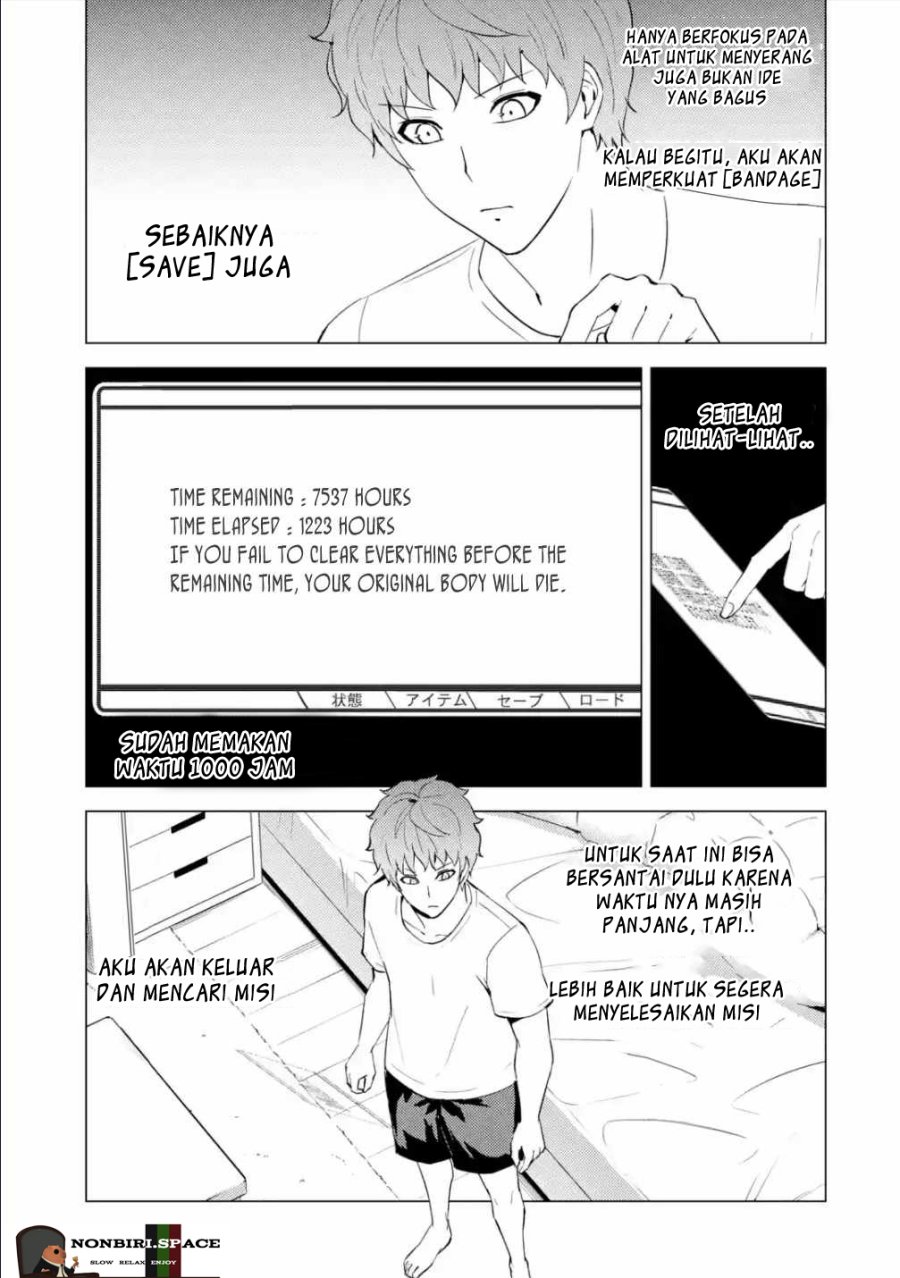 HANYA BERFOKUS PADA
ALAT UNTUK MENYERANG
JUGA BUKAN IDE
YANG BAGUS
KALAU BEGITU, AKU AKAN
MEMPERKUAT [BANDAGE]
SEBAIKNYA
[SAVE] JUGA
SETELAH
DILIHAT-LIHAT..
TIME REMAINING : 7537 HOURS
TIME ELAPSED : 1223 HOURS
IF YOU FAIL TO CLEAR EVERYTHING BEFORE THE
REMAINING TIME, YOUR ORIGINAL BODY WILL DIE.
状態 アイテム セーブ ロード
SUDAH MEMAKAN
WAKTU 1000 JAM
UNTUK SAAT INI BISA
BERSANTAI DULU KARENA
WAKTU NYA MASIH
PANJANG, TAPI..
LEBIH BAIK UNTUK SEGERA
MENYELESAIKAN MISI
AKU AKAN KELUAR
DAN MENCARI MISI
NONBIRI.SPACE
SLOW RELAX ENJOY